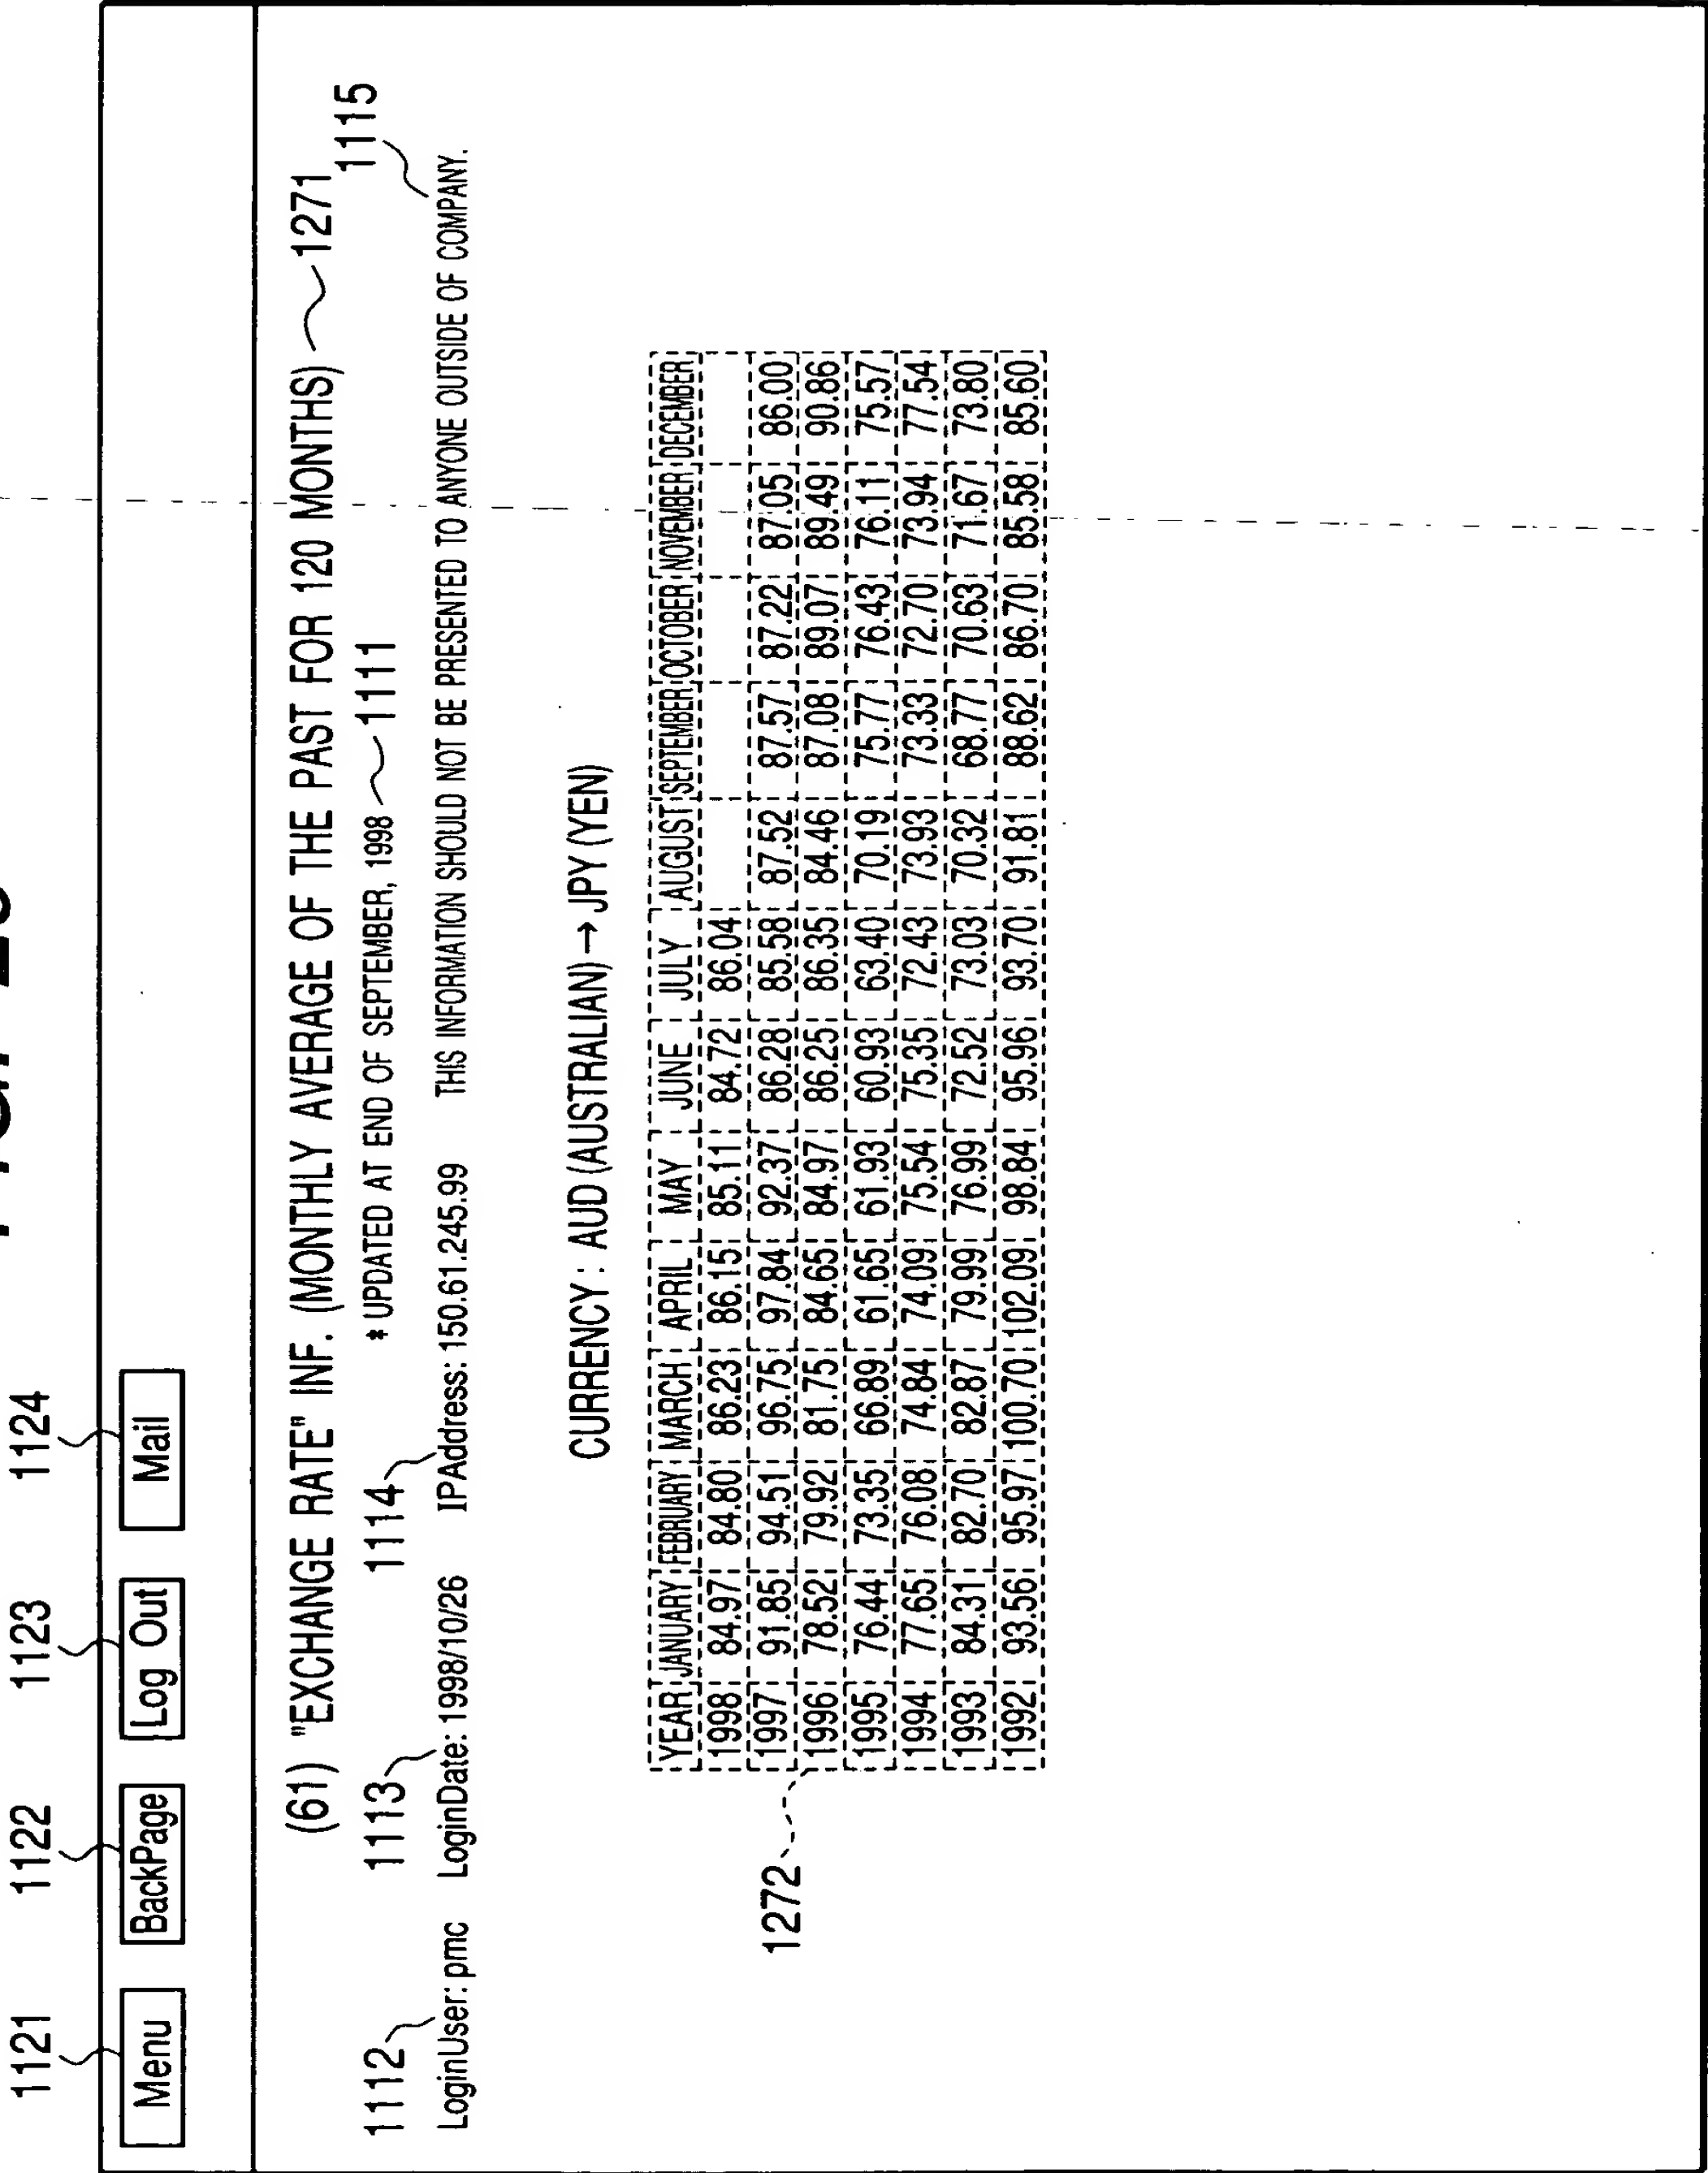 1121 1122 1123 1124
Menu BackPage Log Out Mail
(61) "EXCHANGE RATE" INF. (MONTHLY AVERAGE OF THE PAST FOR 120 MONTHS) 1271
1112 1113 1114 * UPDATED AT END OF SEPTEMBER, 1998 1111 1115
LoginUser: pmc LoginDate: 1998/10/26 IPAddress: 150.61.245.99 THIS INFORMATION SHOULD NOT BE PRESENTED TO ANYONE OUTSIDE OF COMPANY.
CURRENCY : AUD (AUSTRALIAN) → JPY (YEN)
YEAR JANUARY FEBRUARY MARCH APRIL MAY JUNE JULY AUGUST SEPTEMBER OCTOBER NOVEMBER DECEMBER
1998 84.97 84.80 86.23 86.15 85.11 84.72 86.04
1272
1997 91.85 94.51 96.75 97.84 92.37 86.28 85.58 87.52 87.57 87.22 87.05 86.00
1996 78.52 79.92 81.75 84.65 84.97 86.25 86.35 84.46 87.08 89.07 89.49 90.86
1995 76.44 73.35 66.89 61.65 61.93 60.93 63.40 70.19 75.77 76.43 76.11 75.57
1994 77.65 76.08 74.84 74.09 75.54 75.35 72.43 73.93 73.33 72.70 73.94 77.54
1993 84.31 82.70 82.87 79.99 76.99 72.52 73.03 70.32 68.77 70.63 71.67 73.80
1992 93.56 95.97 100.70 102.09 98.84 95.96 93.70 91.81 88.62 86.70 85.58 85.60